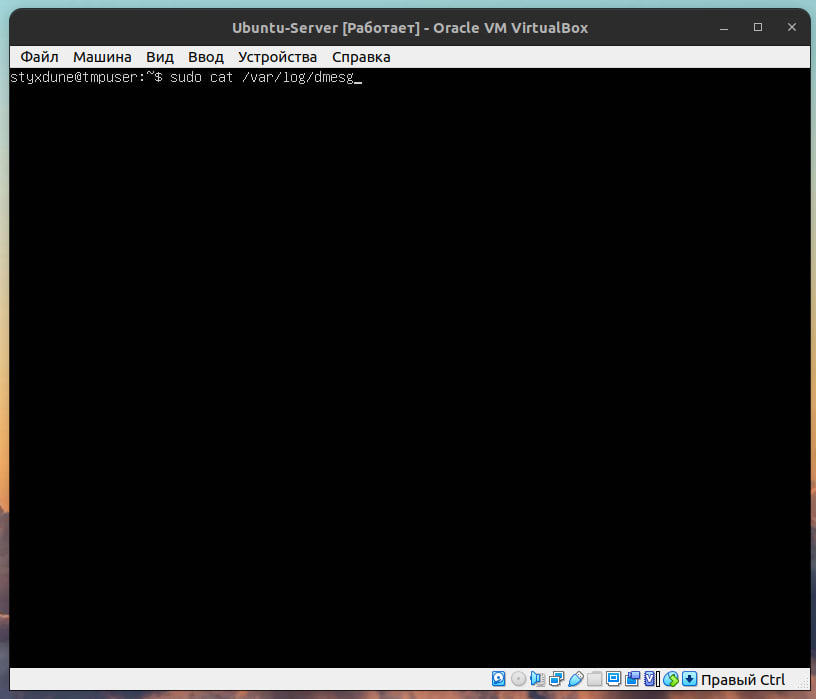 Ubuntu-Server [Работает] - Oracle VM VirtualBox
Файл Машина Вид Ввод Устройства Справка
styxdune@tmpuser:~$ sudo cat /var/log/dmesg_
Правый Ctrl